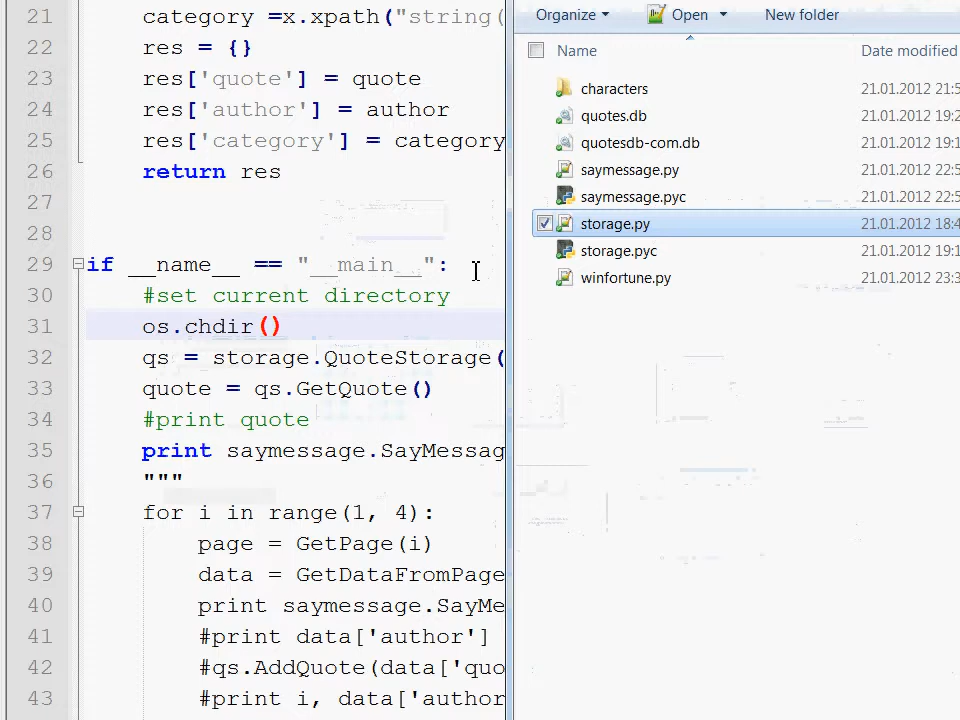 21 category =x.xpath("string(
22 res = {}
23 res['quote'] = quote
24 res['author'] = author
25 res['category'] = category
26 return res
27
28
29 if __name__ == "__main__":
30 #set current directory
31 os.chdir()
32 qs = storage.QuoteStorage(
33 quote = qs.GetQuote()
34 #print quote
35 print saymessage.SayMessag
36 """
37 for i in range(1, 4):
38 page = GetPage(i)
39 data = GetDataFromPage
40 print saymessage.SayMe
41 #print data['author']
42 #qs.AddQuote(data['quo
43 #print i, data['author
Organize Open New folder
Name Date modified
characters 21.01.2012 21:5
quotes.db 21.01.2012 19:2
quotesdb-com.db 21.01.2012 19:1
saymessage.py 21.01.2012 22:5
saymessage.pyc 21.01.2012 22:5
storage.py 21.01.2012 18:4
storage.pyc 21.01.2012 19:1
winfortune.py 21.01.2012 23:3